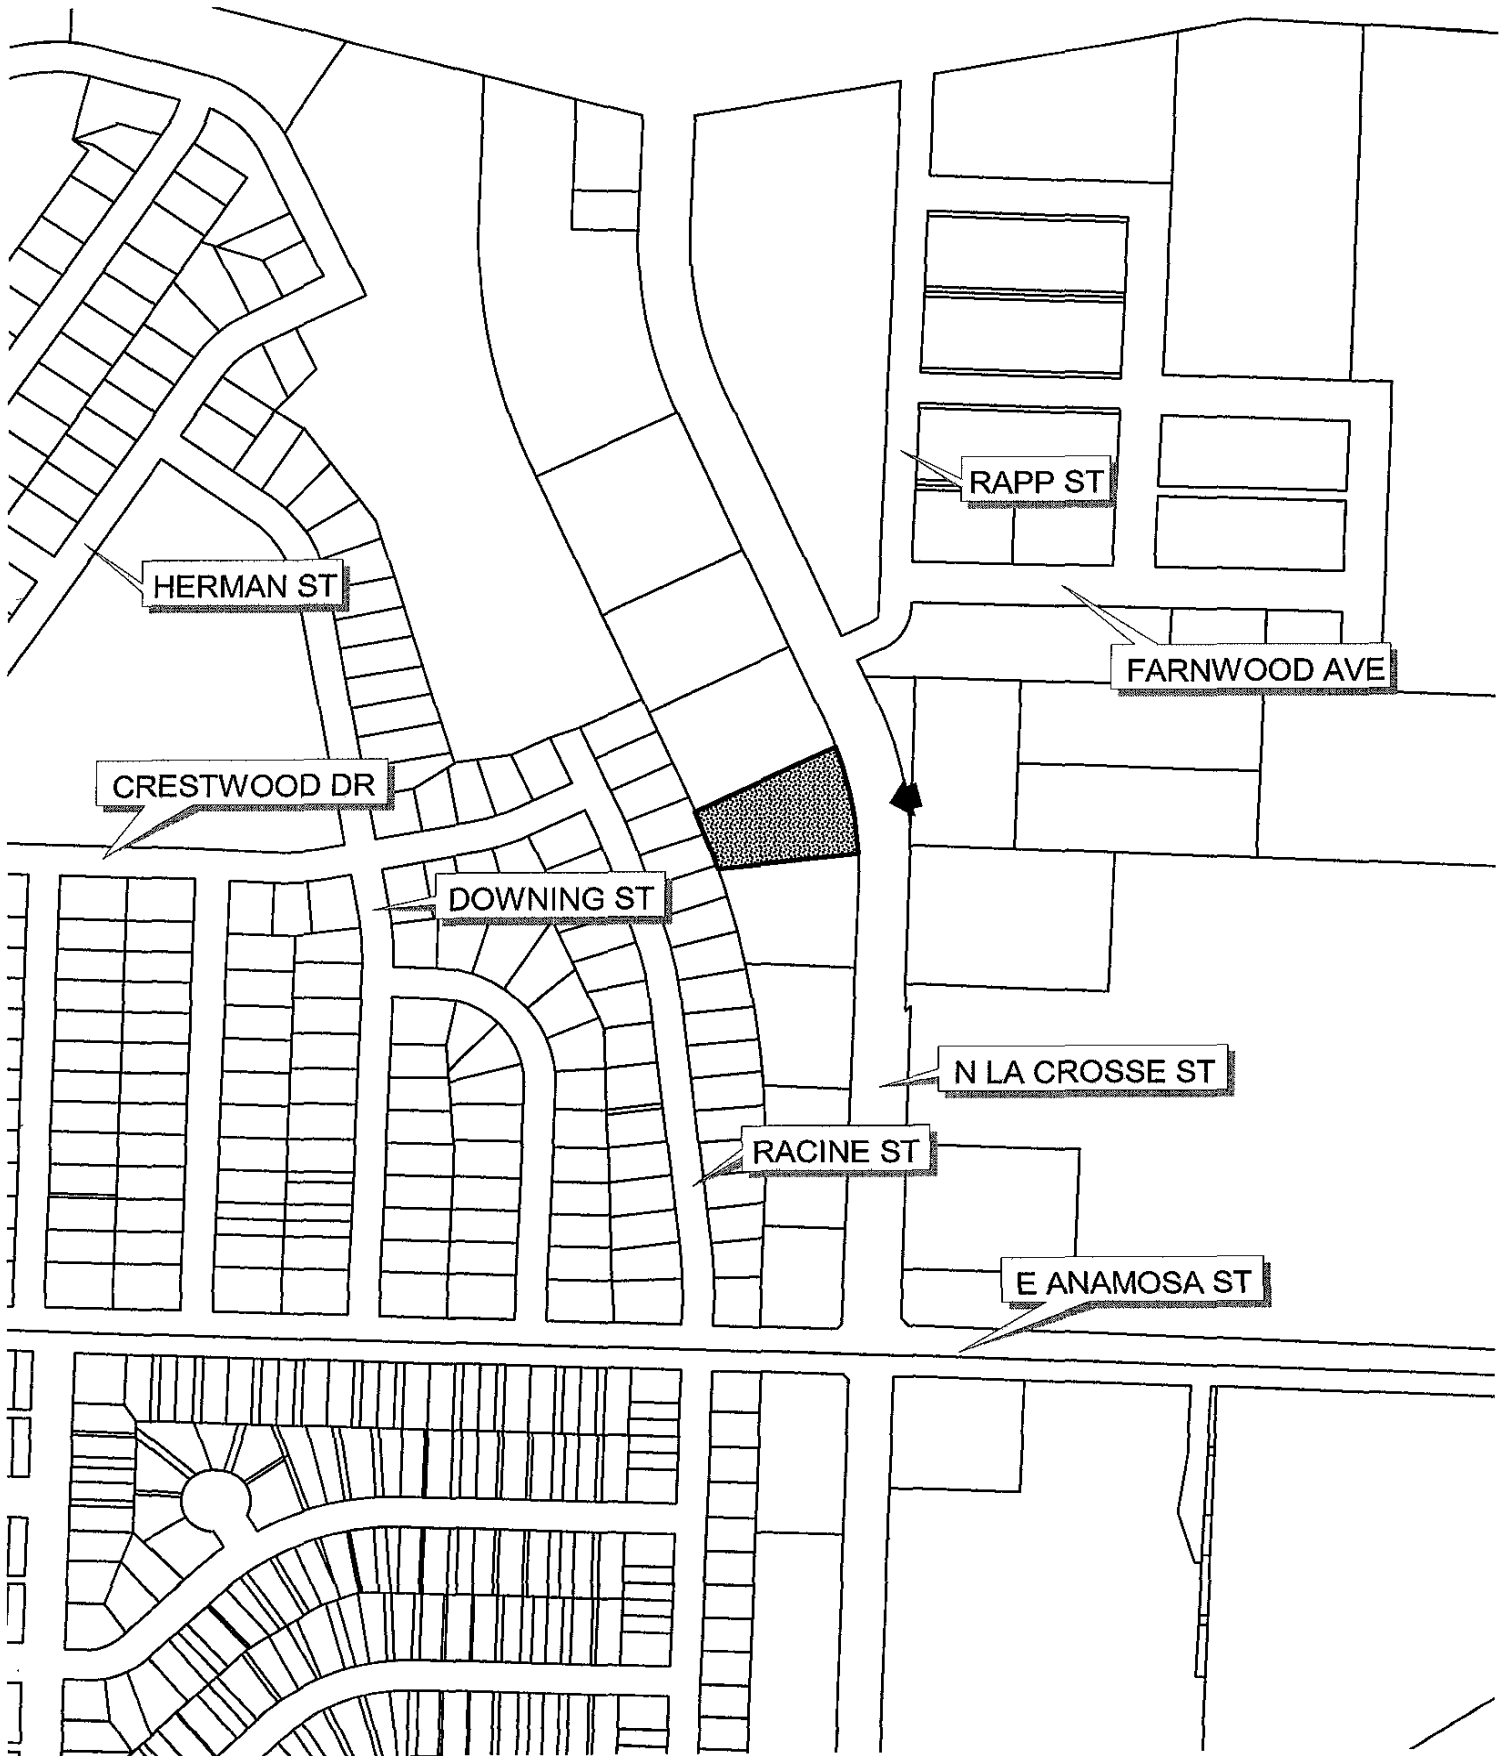 RAPP ST
HERMAN ST
FARNWOOD AVE
CRESTWOOD DR
DOWNING ST
N LA CROSSE ST
RACINE ST
E ANAMOSA ST